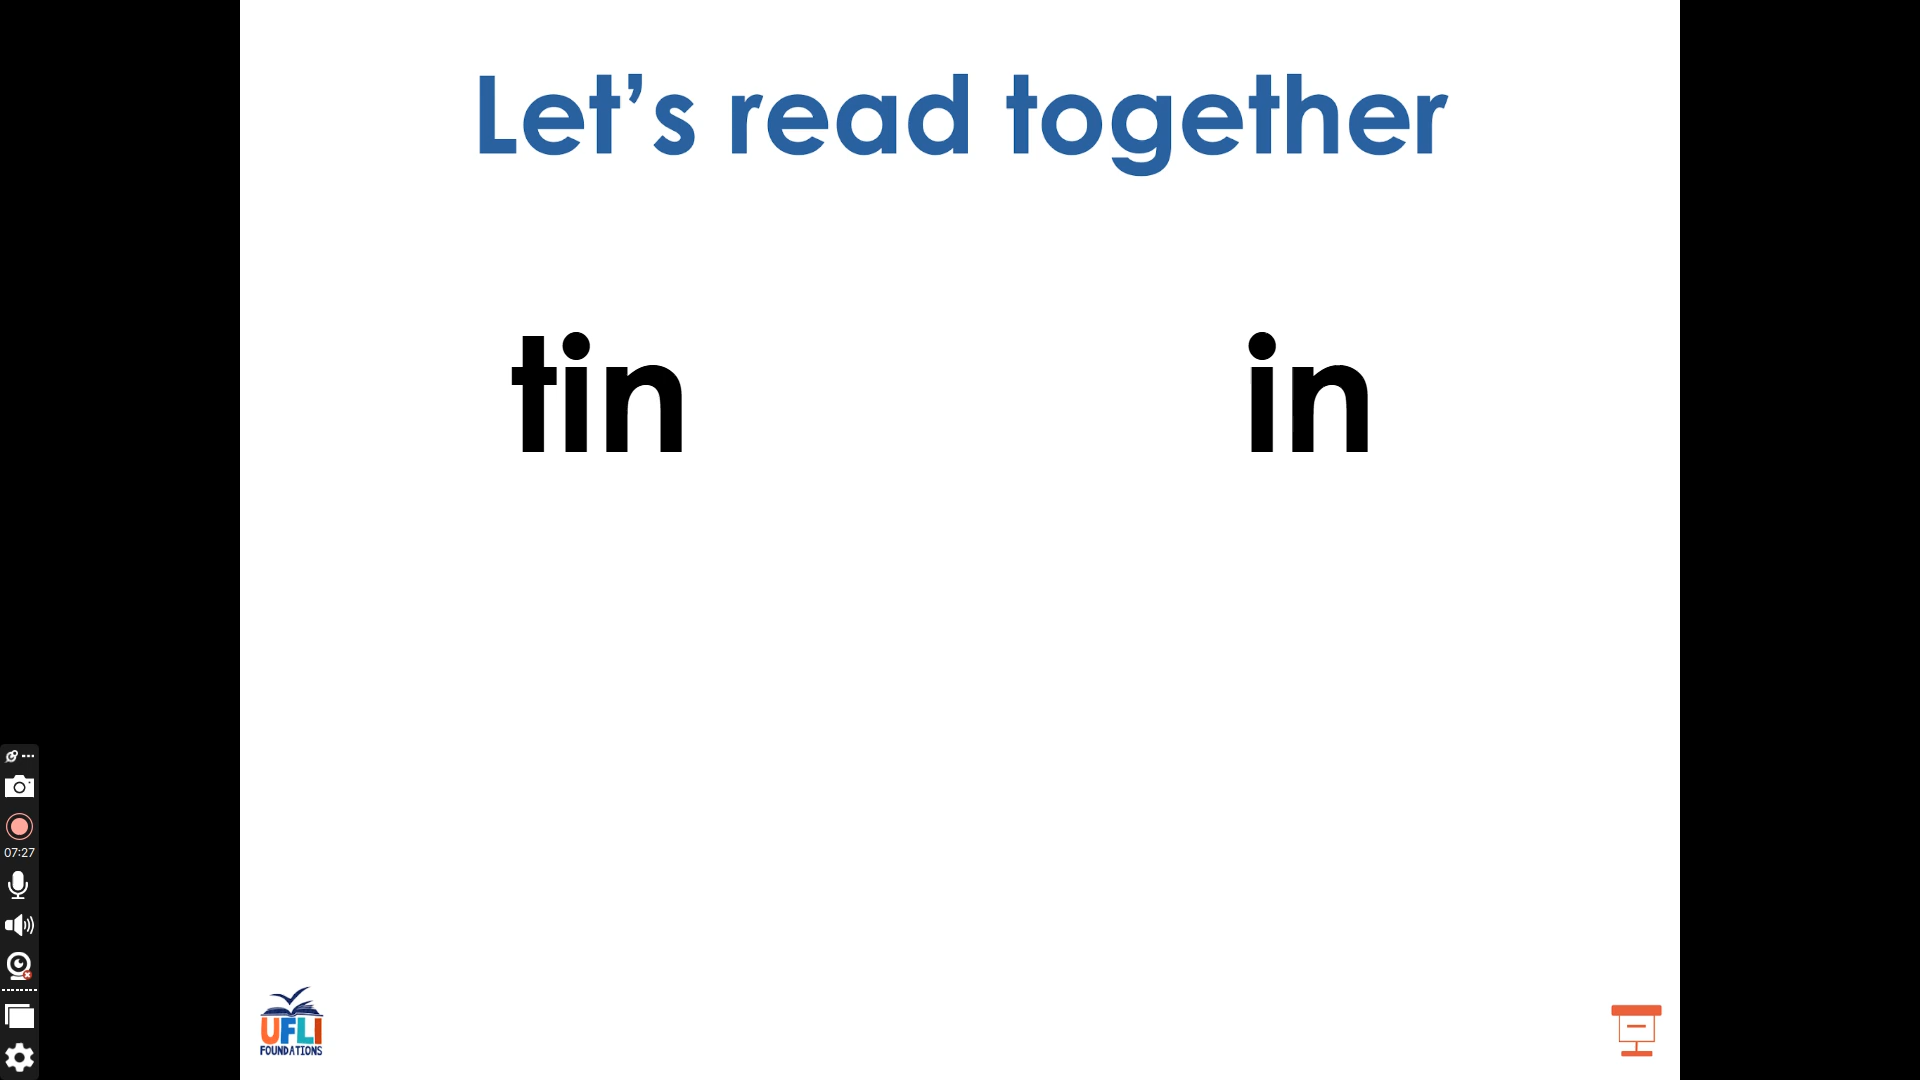 Let's read together
tin in
07:27
UFLI
FOUNDATIONS